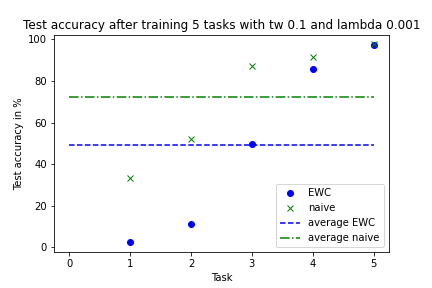 Test accuracy after training 5 tasks with tw 0.1 and lambda 0.001
100
80
60
40
20
0
Test accuracy in %
EWC
naive
average EWC
average naive
0 1 2 3 4 5
Task